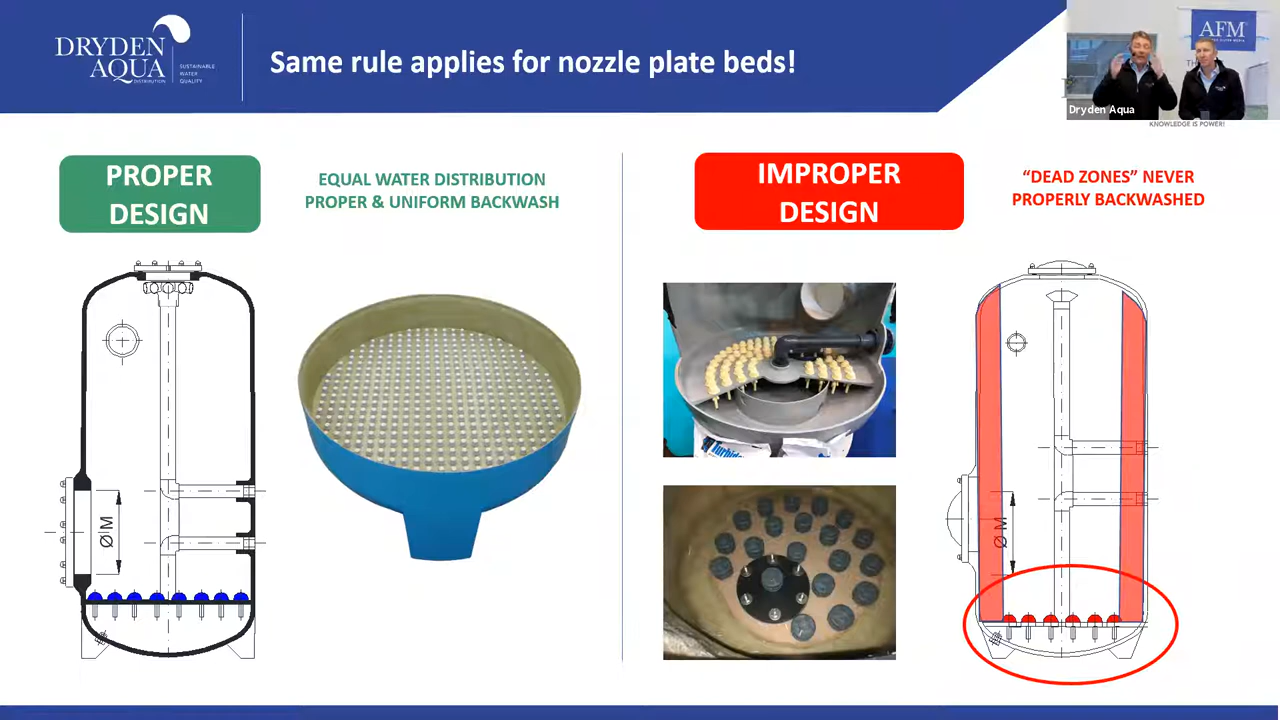 DRYDEN
AQUA
DISTRIBUTION
SUSTAINABLE
WATER
QUALITY
Same rule applies for nozzle plate beds!
AFM
Dryden Aqua
KNOWLEDGE IS POWER!
PROPER
DESIGN
EQUAL WATER DISTRIBUTION
PROPER & UNIFORM BACKWASH
IMPROPER
DESIGN
“DEAD ZONES” NEVER
PROPERLY BACKWASHED
Ø M
Ø M